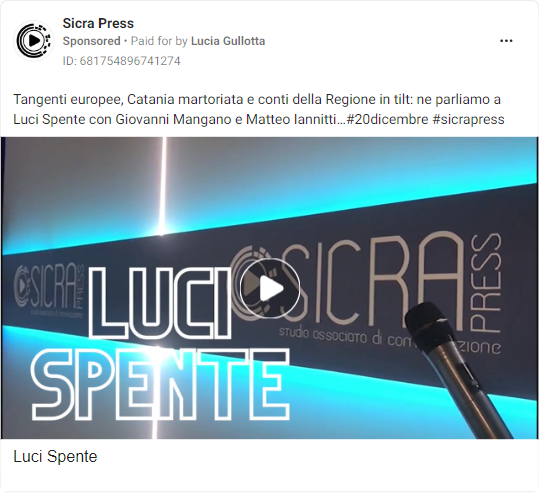 Sicra Press
Sponsored • Paid for by Lucia Gullotta
ID: 681754896741274
Tangenti europee, Catania martoriata e conti della Regione in tilt: ne parliamo a
Luci Spente con Giovanni Mangano e Matteo Iannitti...#20dicembre #sicrapress
SICRA PRESS
SICRA PRESS
studio associato di com
zione
LUCI
SPENTE
Luci Spente